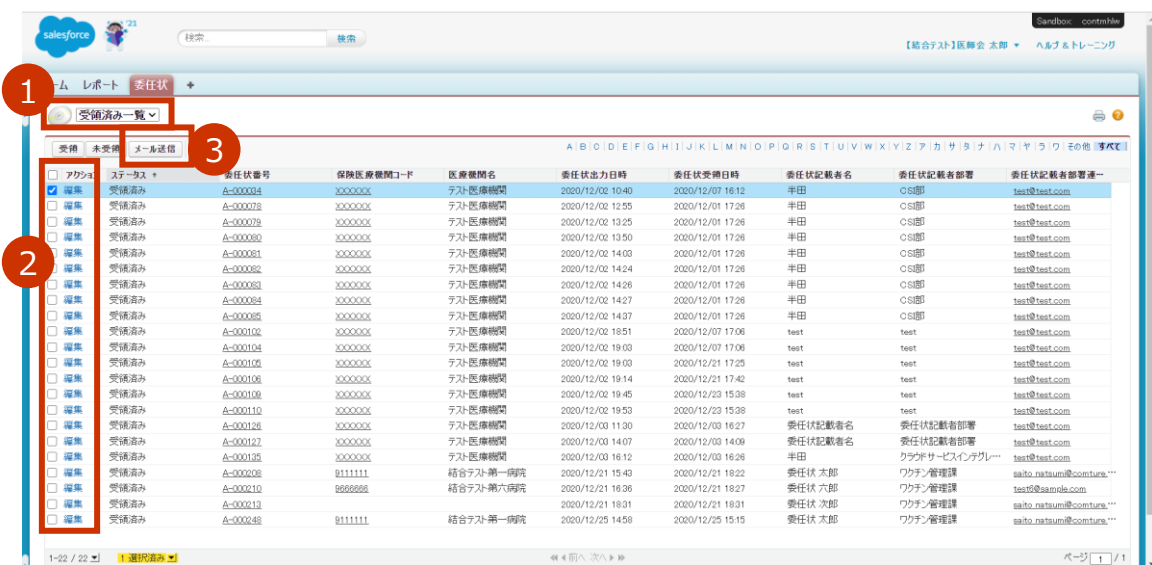 Sandbox: contmhlw
salesforce '21 検索... 検索
【結合テスト】医師会 太郎 ▼ ヘルプ & トレーニング
1
ーム レポート 委任状 +
受領済み一覧
3
受領 未受領 メール送信 A|B|C|D|E|F|G|H|I|J|K|L|M|N|O|P|Q|R|S|T|U|V|W|X|Y|Z|ア|カ|サ|タ|ナ|ハ|マ|ヤ|ラ|ワ|その他|すべて
アクション ステータス ↑ 委任状番号 保険医療機関コード 医療機関名 委任状出力日時 委任状受領日時 委任状記載者名 委任状記載者部署 委任状記載者部署連…
編集 受領済み A-000034 XXXXXXX テスト医療機関 2020/12/02 10:40 2020/12/07 16:12 半田 CSI部 test@test.com
編集 受領済み A-000078 XXXXXXX テスト医療機関 2020/12/02 12:55 2020/12/01 17:26 半田 CSI部 test@test.com
編集 受領済み A-000079 XXXXXXX テスト医療機関 2020/12/02 13:25 2020/12/01 17:26 半田 CSI部 test@test.com
編集 受領済み A-000080 XXXXXXX テスト医療機関 2020/12/02 13:50 2020/12/01 17:26 半田 CSI部 test@test.com
2
編集 受領済み A-000081 XXXXXXX テスト医療機関 2020/12/02 14:03 2020/12/01 17:26 半田 CSI部 test@test.com
編集 受領済み A-000082 XXXXXXX テスト医療機関 2020/12/02 14:24 2020/12/01 17:26 半田 CSI部 test@test.com
編集 受領済み A-000083 XXXXXXX テスト医療機関 2020/12/02 14:26 2020/12/01 17:26 半田 CSI部 test@test.com
編集 受領済み A-000084 XXXXXXX テスト医療機関 2020/12/02 14:27 2020/12/01 17:26 半田 CSI部 test@test.com
編集 受領済み A-000085 XXXXXXX テスト医療機関 2020/12/02 14:37 2020/12/01 17:26 半田 CSI部 test@test.com
編集 受領済み A-000102 XXXXXXX テスト医療機関 2020/12/02 18:51 2020/12/07 17:06 test test test@test.com
編集 受領済み A-000104 XXXXXXX テスト医療機関 2020/12/02 19:03 2020/12/07 17:06 test test test@test.com
編集 受領済み A-000105 XXXXXXX テスト医療機関 2020/12/02 19:03 2020/12/21 17:25 test test test@test.com
編集 受領済み A-000106 XXXXXXX テスト医療機関 2020/12/02 19:14 2020/12/21 17:42 test test test@test.com
編集 受領済み A-000109 XXXXXXX テスト医療機関 2020/12/02 19:45 2020/12/23 15:38 test test test@test.com
編集 受領済み A-000110 XXXXXXX テスト医療機関 2020/12/02 19:53 2020/12/23 15:38 test test test@test.com
編集 受領済み A-000126 XXXXXXX テスト医療機関 2020/12/03 11:30 2020/12/03 16:27 委任状記載者名 委任状記載者部署 test@test.com
編集 受領済み A-000127 XXXXXXX テスト医療機関 2020/12/03 14:07 2020/12/03 14:09 委任状記載者名 委任状記載者部署 test@test.com
編集 受領済み A-000135 XXXXXXX テスト医療機関 2020/12/03 16:12 2020/12/03 16:26 半田 クラウドサービスインテグレ… test@test.com
編集 受領済み A-000208 9111111 結合テスト第一病院 2020/12/21 15:43 2020/12/21 18:22 委任状 太郎 ワクチン管理課 saito_natsumi@comture.…
編集 受領済み A-000210 9666666 結合テスト第六病院 2020/12/21 16:36 2020/12/21 18:27 委任状 六郎 ワクチン管理課 test6@sample.com
編集 受領済み A-000213 2020/12/21 18:31 2020/12/21 18:31 委任状 次郎 ワクチン管理課 saito_natsumi@comture.…
編集 受領済み A-000248 9111111 結合テスト第一病院 2020/12/25 14:58 2020/12/25 15:15 委任状 太郎 ワクチン管理課 saito_natsumi@comture.…
1-22 / 22 1 選択済み 前へ 次へ ページ 1 / 1